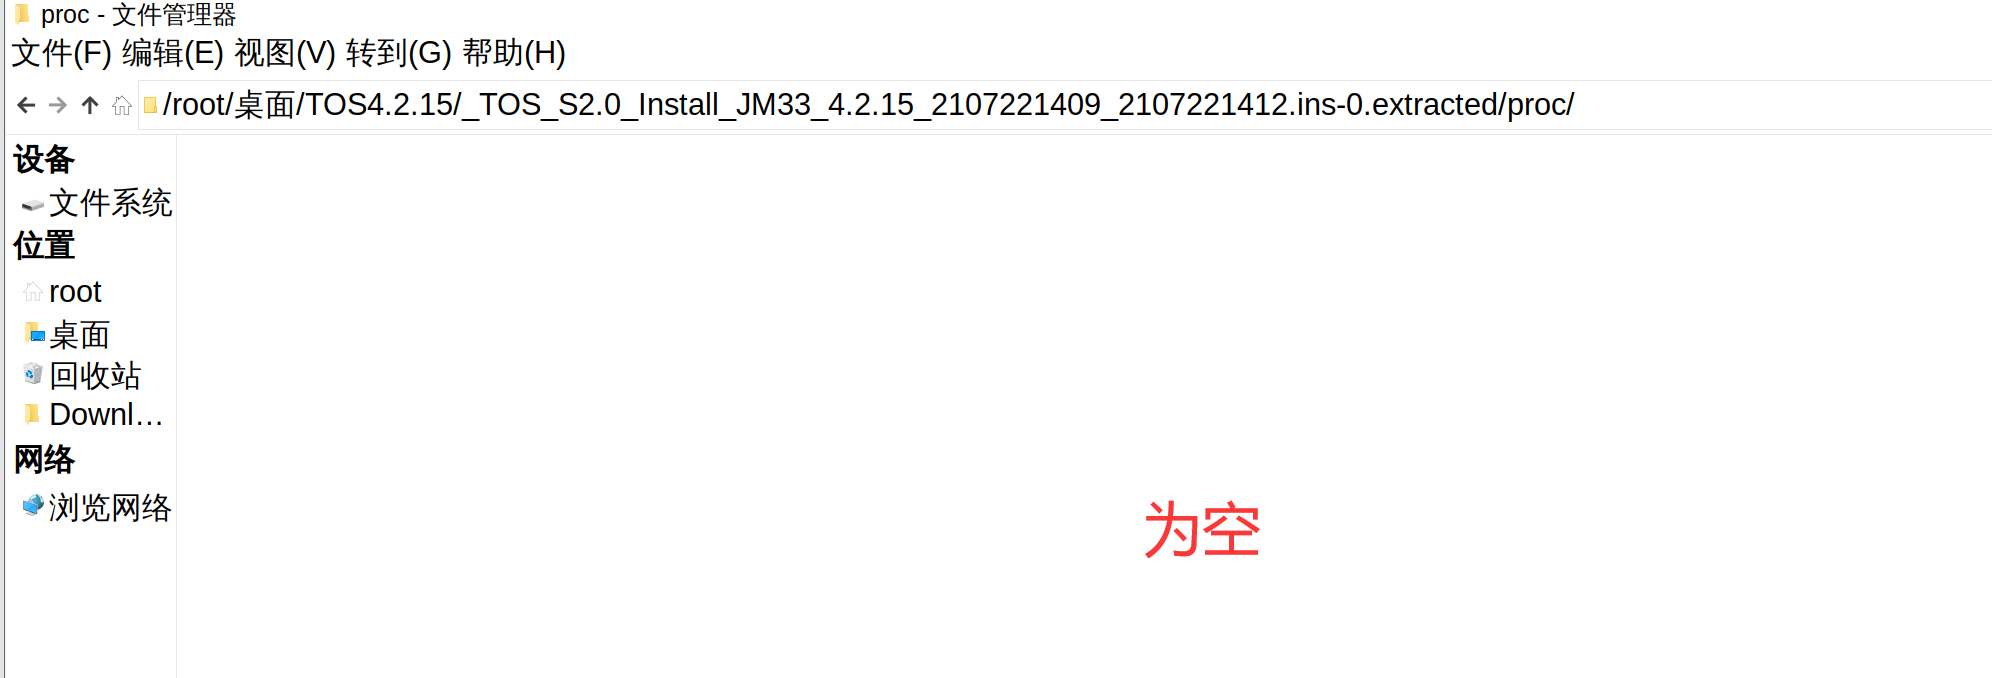 proc - 文件管理器
文件(F) 编辑(E) 视图(V) 转到(G) 帮助(H)
/root/桌面/TOS4.2.15/_TOS_S2.0_Install_JM33_4.2.15_2107221409_2107221412.ins-0.extracted/proc/
设备
文件系统
位置
root
桌面
回收站
Downl…
网络
浏览网络
为空